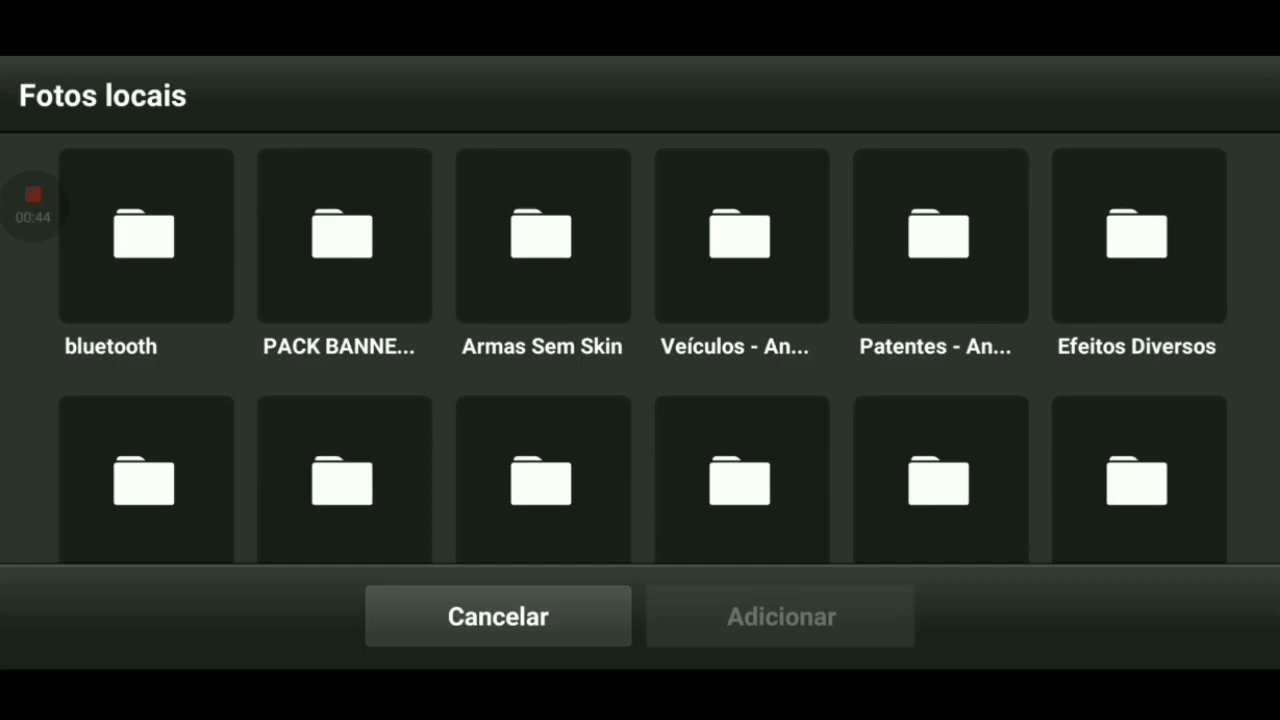 Fotos locais
00:44
bluetooth
PACK BANNE...
Armas Sem Skin
Veículos - An...
Patentes - An...
Efeitos Diversos
Cancelar
Adicionar